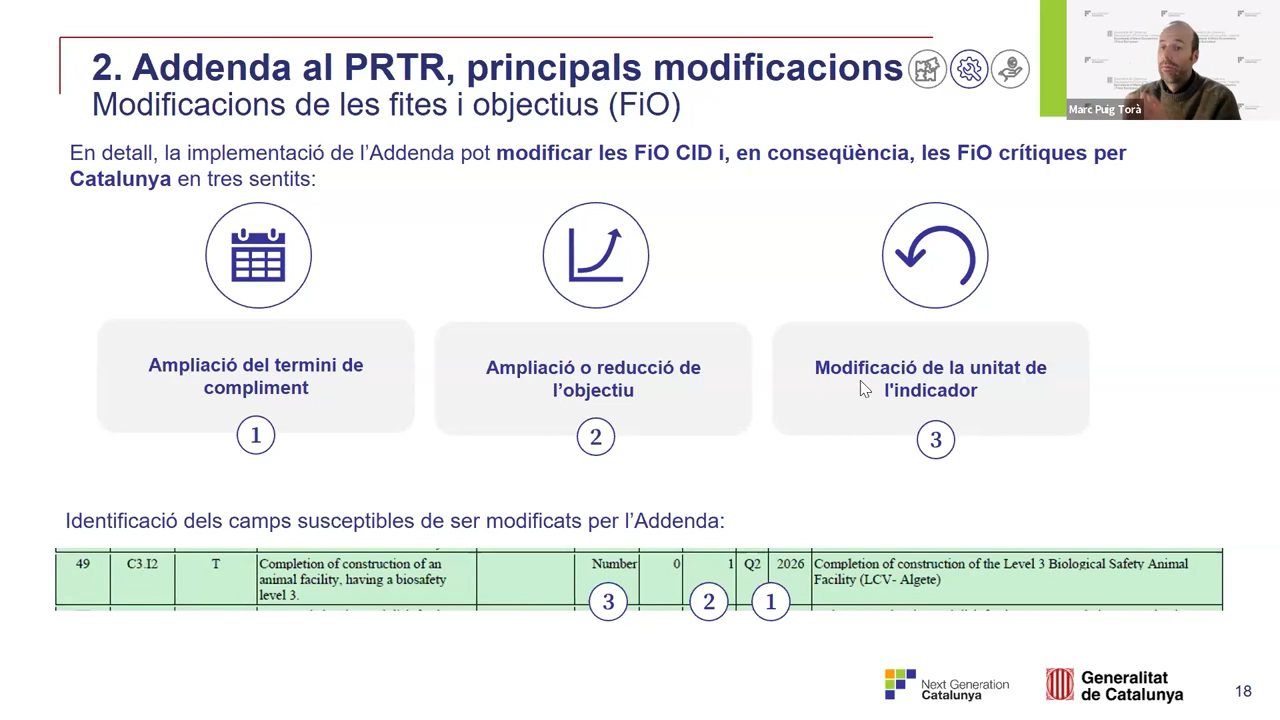 2. Addenda al PRTR, principals modificacions
Modificacions de les fites i objectius (FiO)
Marc Puig Torà
En detall, la implementació de l’Addenda pot modificar les FiO CID i, en conseqüència, les FiO crítiques per
Catalunya en tres sentits:
Ampliació del termini de
compliment
1
Ampliació o reducció de
l’objectiu
2
Modificació de la unitat de
l'indicador
3
Identificació dels camps susceptibles de ser modificats per l’Addenda:
49 C3.I2 T Completion of construction of an Number 0 1 Q2 2026 Completion of construction of the Level 3 Biological Safety Animal
animal facility, having a biosafety Facility (LCV- Algete)
level 3.
3 2 1
Next Generation
Catalunya
Generalitat
de Catalunya
18